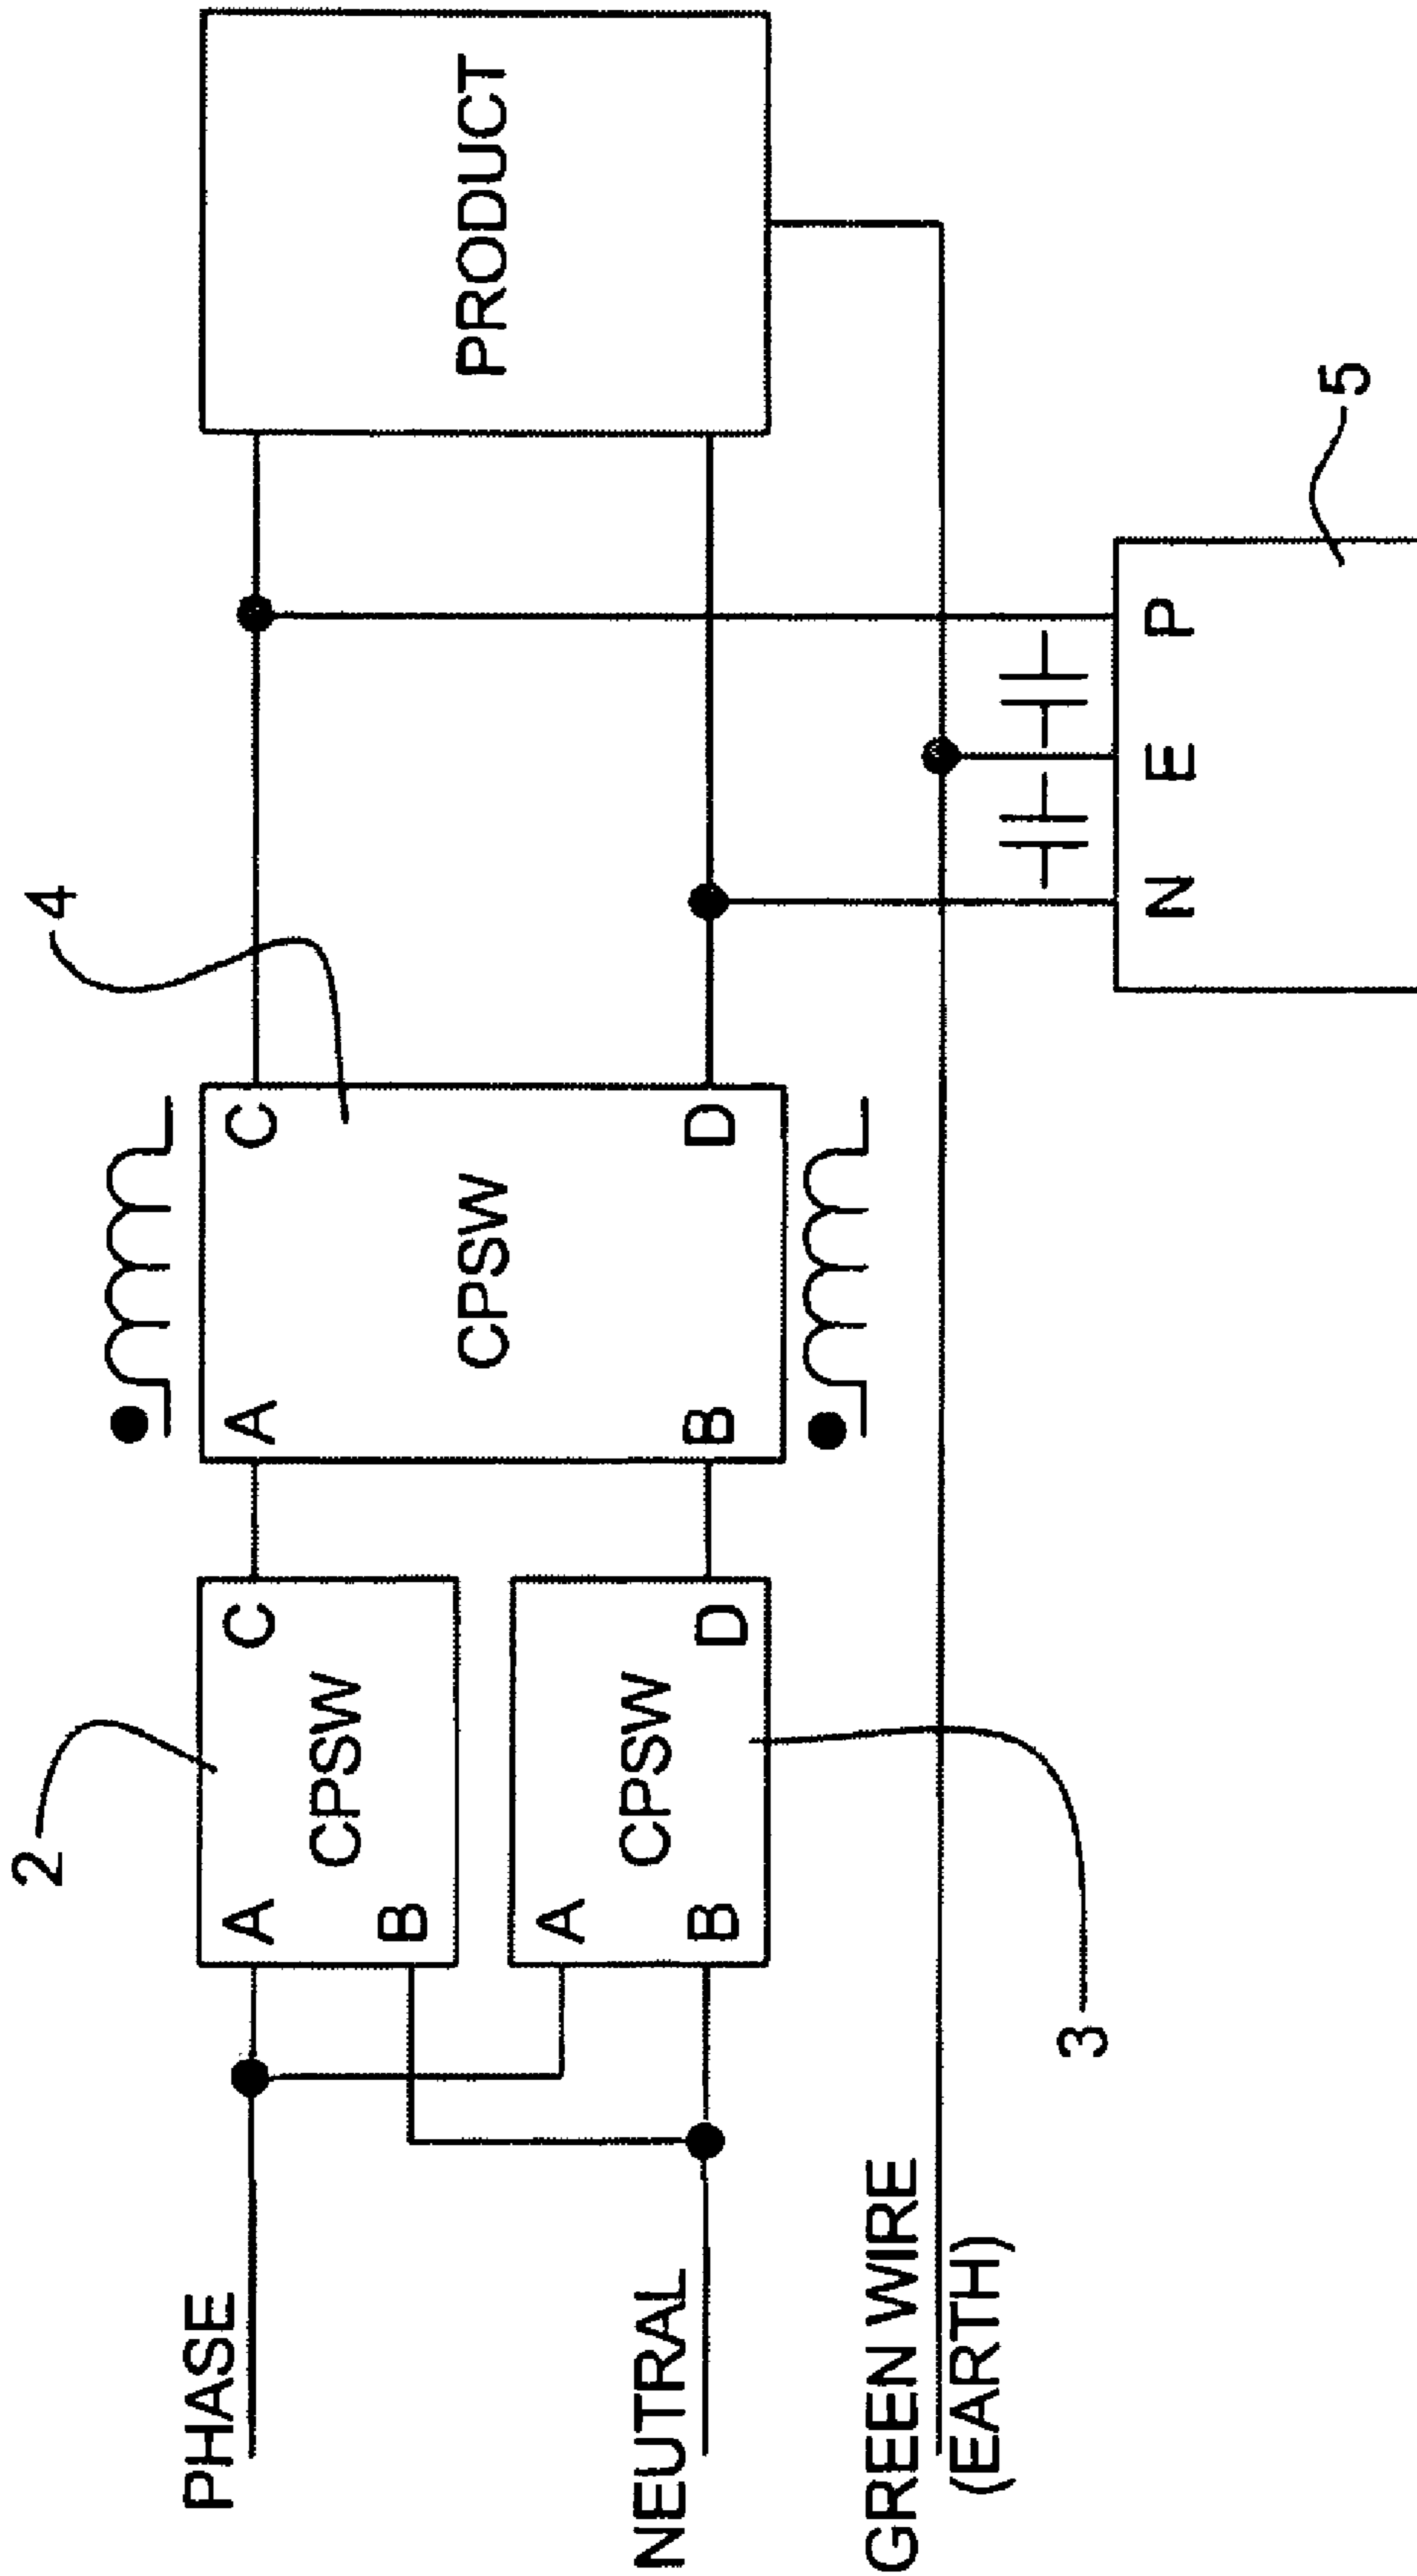 PHASE
NEUTRAL
GREEN WIRE
(EARTH)
2
A
B
C
CPSW
A
B
D
CPSW
3
4
A
B
C
D
CPSW
PRODUCT
N E P
5